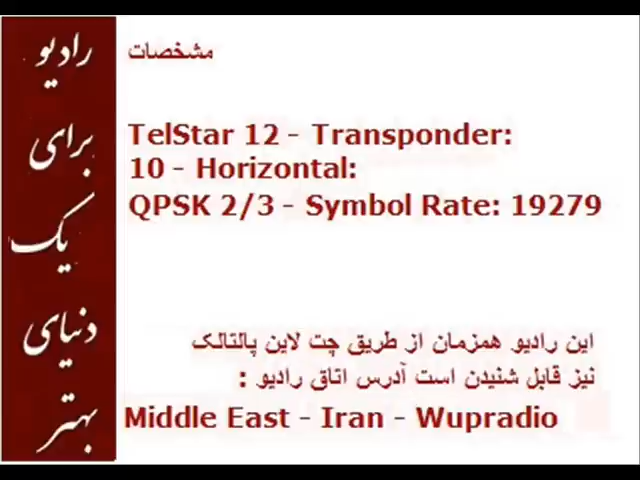 رادیو
برای
یک
دنیای
بهتر
مشخصات
TelStar 12 - Transponder:
10 - Horizontal:
QPSK 2/3 - Symbol Rate: 19279
این رادیو همزمان از طریق چت لاین پالتالک
نیز قابل شنیدن است آدرس اتاق رادیو :
Middle East - Iran - Wupradio